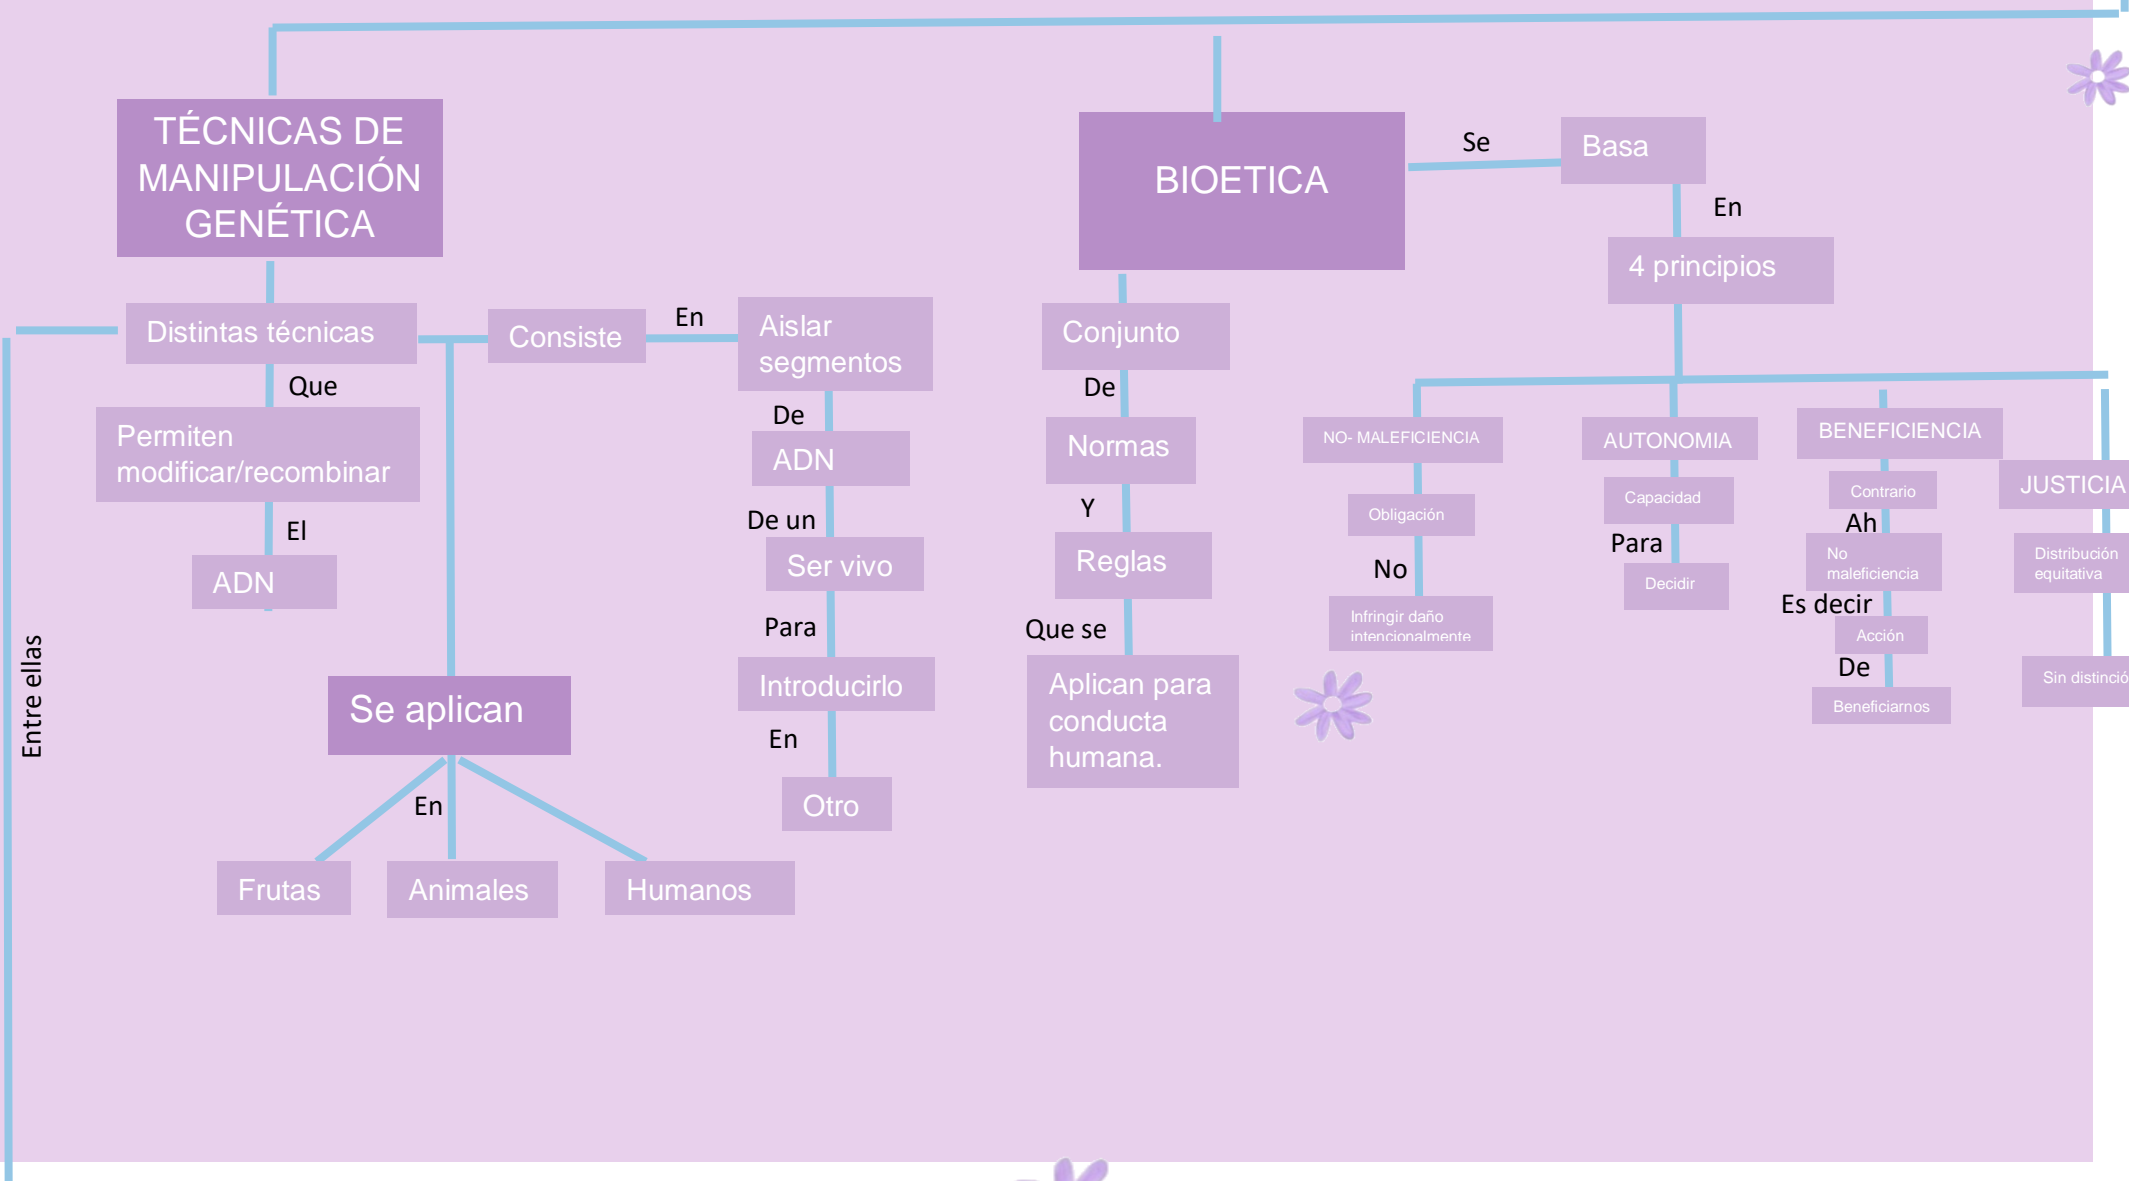 TÉCNICAS DE
MANIPULACIÓN
GENÉTICA
Distintas técnicas
Que
Permiten
modificar/recombinar
El
ADN
Entre ellas
Consiste
En
Aislar
segmentos
De
ADN
De un
Ser vivo
Para
Introducirlo
En
Otro
Se aplican
En
Frutas
Animales
Humanos
BIOETICA
Conjunto
De
Normas
Y
Reglas
Que se
Aplican para
conducta
humana.
Se
Basa
En
4 principios
NO- MALEFICIENCIA
Obligación
No
Infringir daño
intencionalmente
AUTONOMIA
Capacidad
Para
Decidir
BENEFICIENCIA
Contrario
Ah
No
maleficiencia
Es decir
Acción
De
Beneficiarnos
JUSTICIA
Distribución
equitativa
Sin distinció